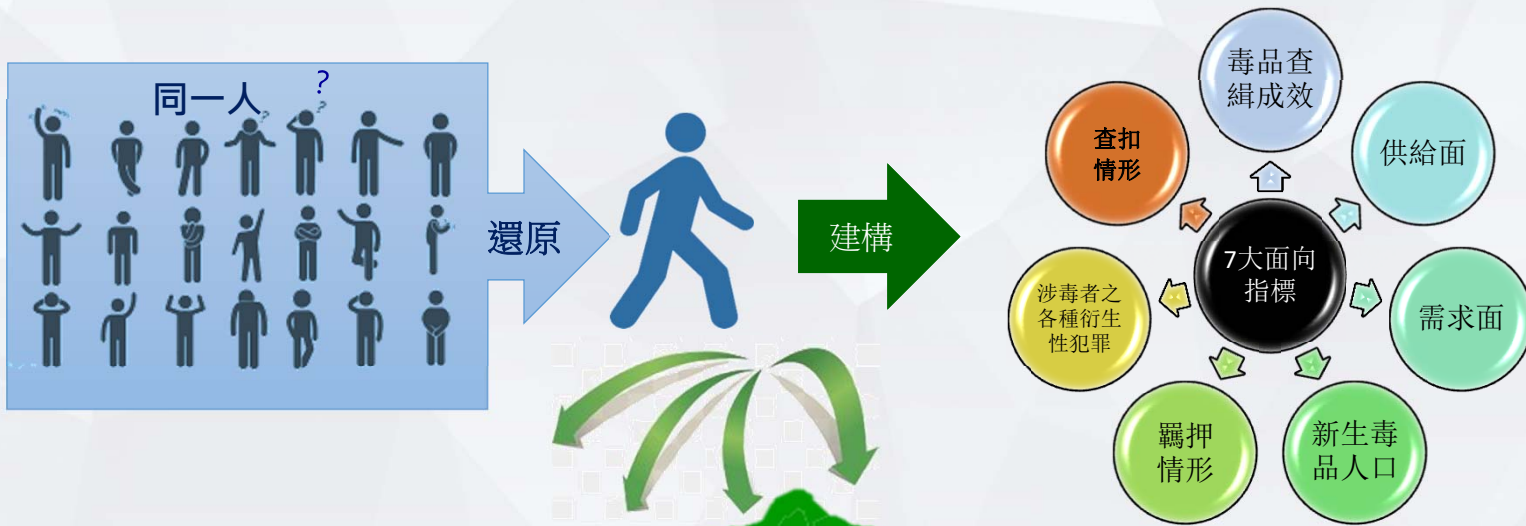 同一人
?
?
?
還原
建構
7大面向
指標
毒品查
緝成效
供給面
需求面
新生毒
品人口
羈押
情形
涉毒者之
各種衍生
性犯罪
查扣
情形